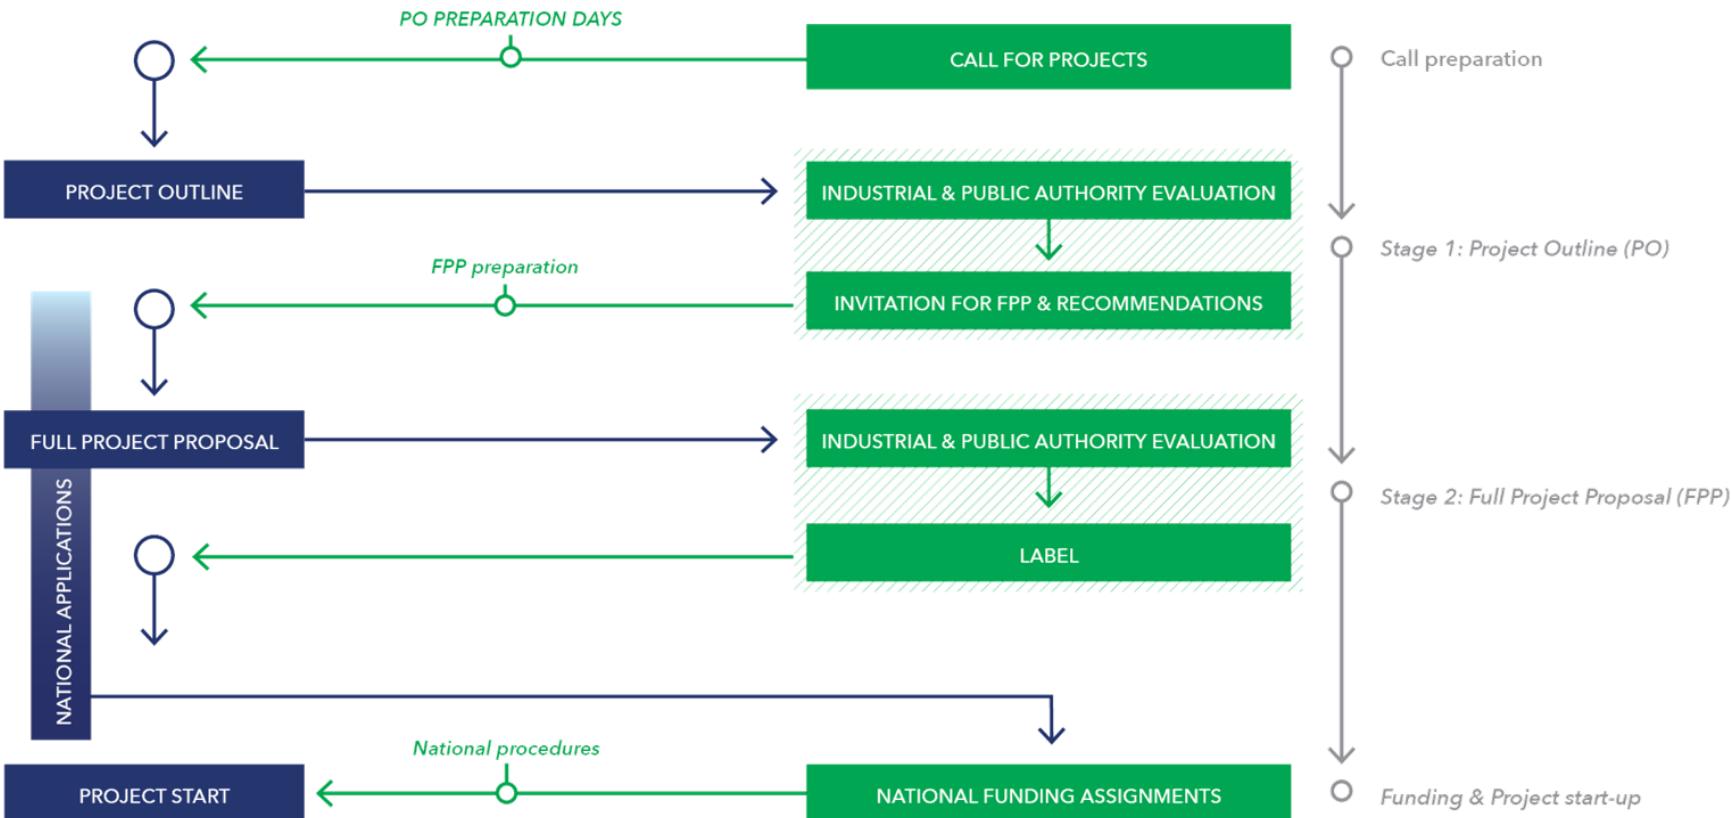 PO PREPARATION DAYS
CALL FOR PROJECTS
Call preparation
PROJECT OUTLINE
INDUSTRIAL & PUBLIC AUTHORITY EVALUATION
Stage 1: Project Outline (PO)
FPP preparation
INVITATION FOR FPP & RECOMMENDATIONS
FULL PROJECT PROPOSAL
INDUSTRIAL & PUBLIC AUTHORITY EVALUATION
Stage 2: Full Project Proposal (FPP)
NATIONAL APPLICATIONS
LABEL
National procedures
PROJECT START
NATIONAL FUNDING ASSIGNMENTS
Funding & Project start-up